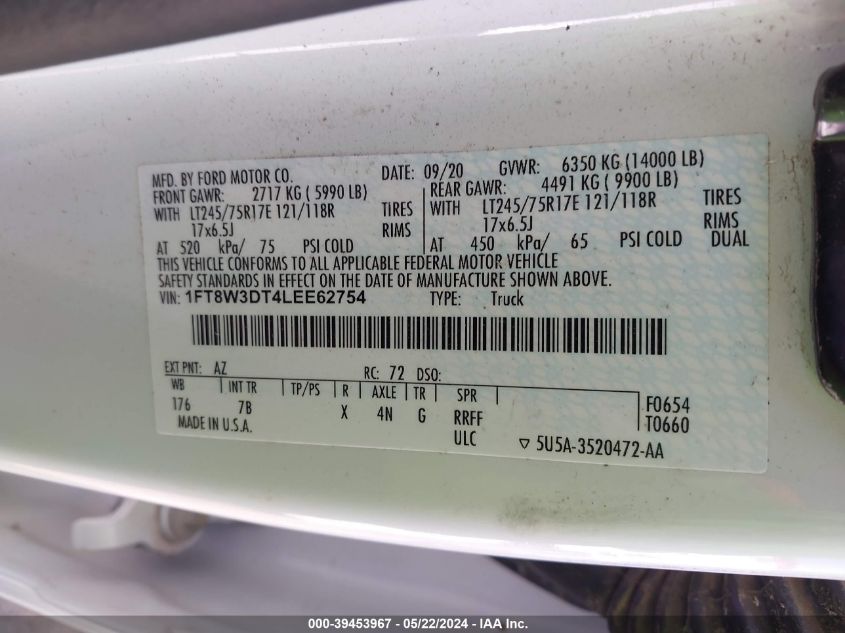 MFD. BY FORD MOTOR CO.
DATE: 09/20 GVWR: 6350 KG (14000 LB)
FRONT GAWR: 2717 KG ( 5990 LB)
REAR GAWR: 4491 KG ( 9900 LB)
WITH LT245/75R17E 121/118R TIRES
WITH LT245/75R17E 121/118R TIRES
17x6.5J RIMS
17x6.5J RIMS
AT 520 kPa/ 75 PSI COLD
AT 450 kPa/ 65 PSI COLD DUAL
THIS VEHICLE CONFORMS TO ALL APPLICABLE FEDERAL MOTOR VEHICLE
SAFETY STANDARDS IN EFFECT ON THE DATE OF MANUFACTURE SHOWN ABOVE.
VIN: 1FT8W3DT4LEE62754 TYPE: Truck
EXT PNT: AZ RC: 72 DSO:
WB INT TR TP/PS R AXLE TR SPR
176 7B X 4N G RRFF
ULC
F0654
T0660
MADE IN U.S.A.
▽ 5U5A-3520472-AA
000-39453967 - 05/22/2024 - IAA Inc.